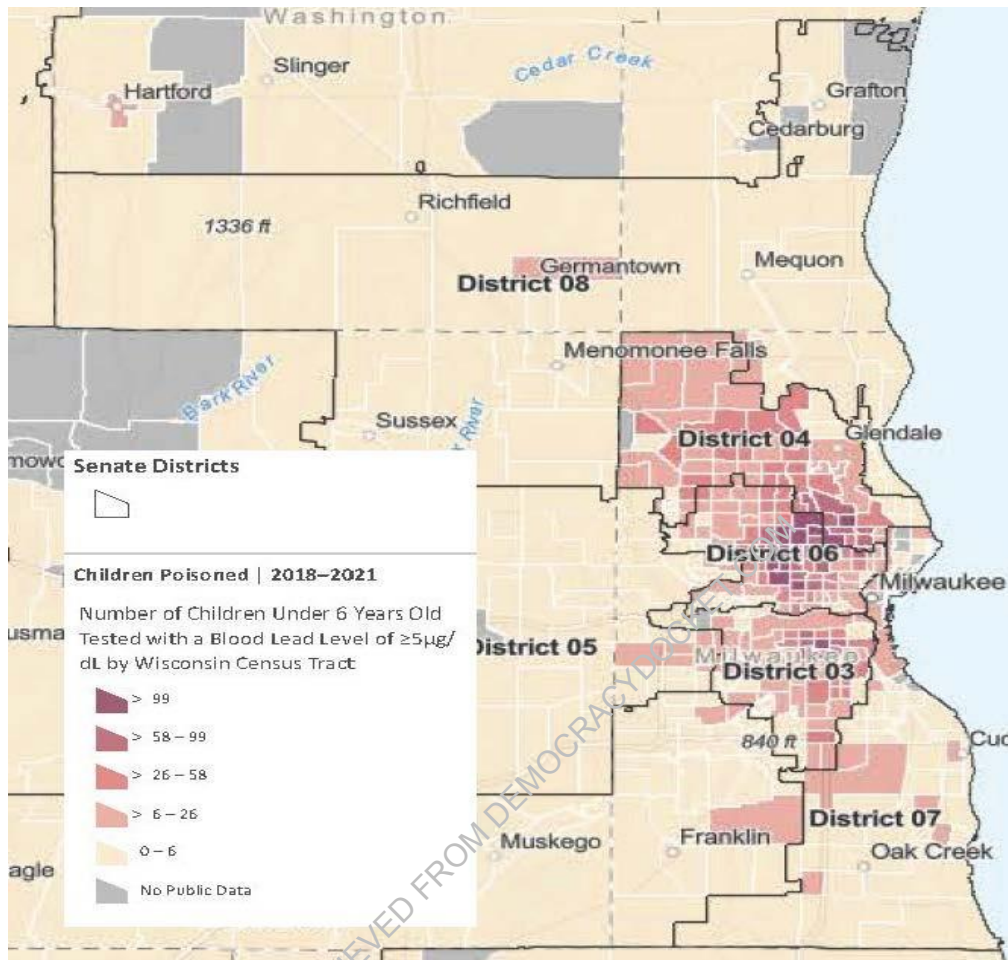 Washington
Slinger
Cedar Creek
Hartford
Grafton
Cedarburg
Richfield
1336 ft
Germantown
Mequon
District 08
Menomonee Falls
Bark River
Sussex
River
District 04
Glendale
Senate Districts
District 06
Children Poisoned | 2018–2021
Milwaukee
Number of Children Under 6 Years Old
Tested with a Blood Lead Level of ≥5µg/
dL by Wisconsin Census Tract
District 05
Milwaukee
District 03
> 99
> 58 – 99
840 ft
> 26 – 58
> 6 – 26
District 07
Muskego
Franklin
0 – 6
Oak Creek
agle
No Public Data
EVED FROM DEMOCRACYDOCKET.COM